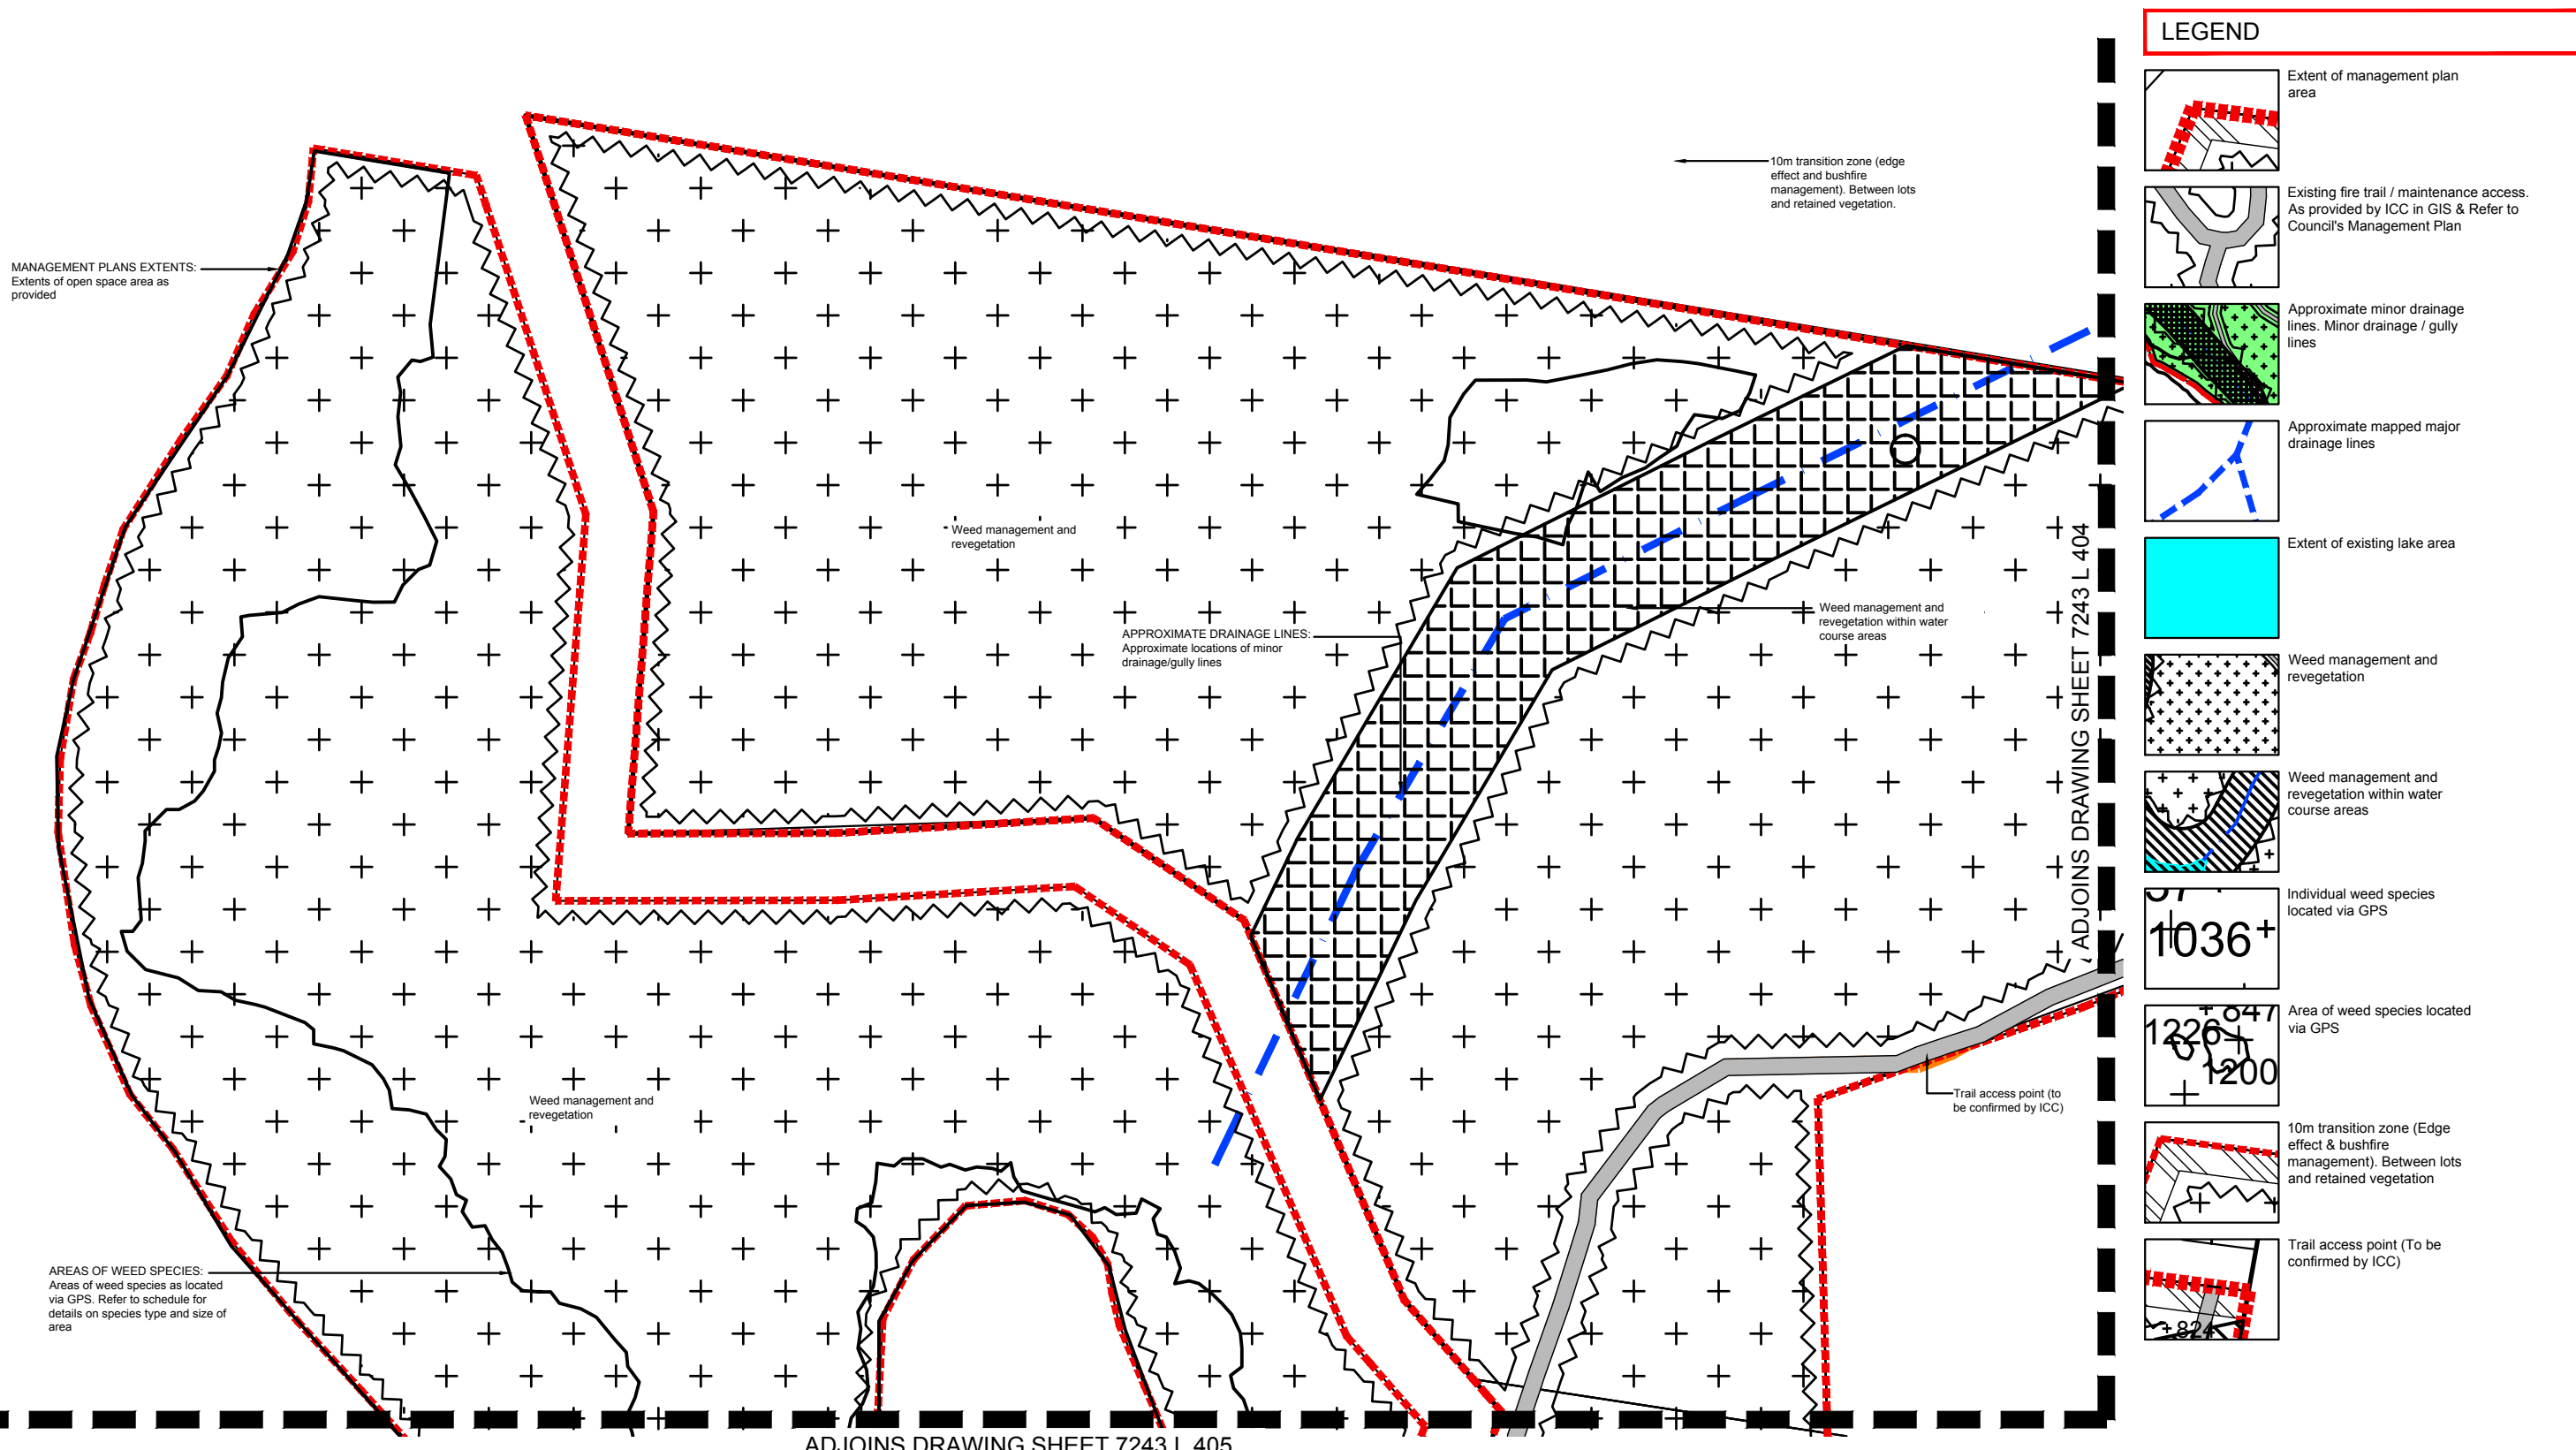 MANAGEMENT PLANS EXTENTS:
Extents of open space area as
provided
10m transition zone (edge
effect and bushfire
management). Between lots
and retained vegetation.
Weed management and
revegetation
APPROXIMATE DRAINAGE LINES:
Approximate locations of minor
drainage/gully lines
Weed management and
revegetation within water
course areas
Weed management and
revegetation
Trail access point (to
be confirmed by ICC)
AREAS OF WEED SPECIES:
Areas of weed species as located
via GPS. Refer to schedule for
details on species type and size of
area
ADJOINS DRAWING SHEET 7243 L 404
ADJOINS DRAWING SHEET 7243 L 405
LEGEND
Extent of management plan
area
Existing fire trail / maintenance access.
As provided by ICC in GIS & Refer to
Council's Management Plan
Approximate minor drainage
lines. Minor drainage / gully
lines
Approximate mapped major
drainage lines
Extent of existing lake area
Weed management and
revegetation
Weed management and
revegetation within water
course areas
1036
Individual weed species
located via GPS
847
1226
1200
Area of weed species located
via GPS
10m transition zone (Edge
effect & bushfire
management). Between lots
and retained vegetation
824
Trail access point (To be
confirmed by ICC)